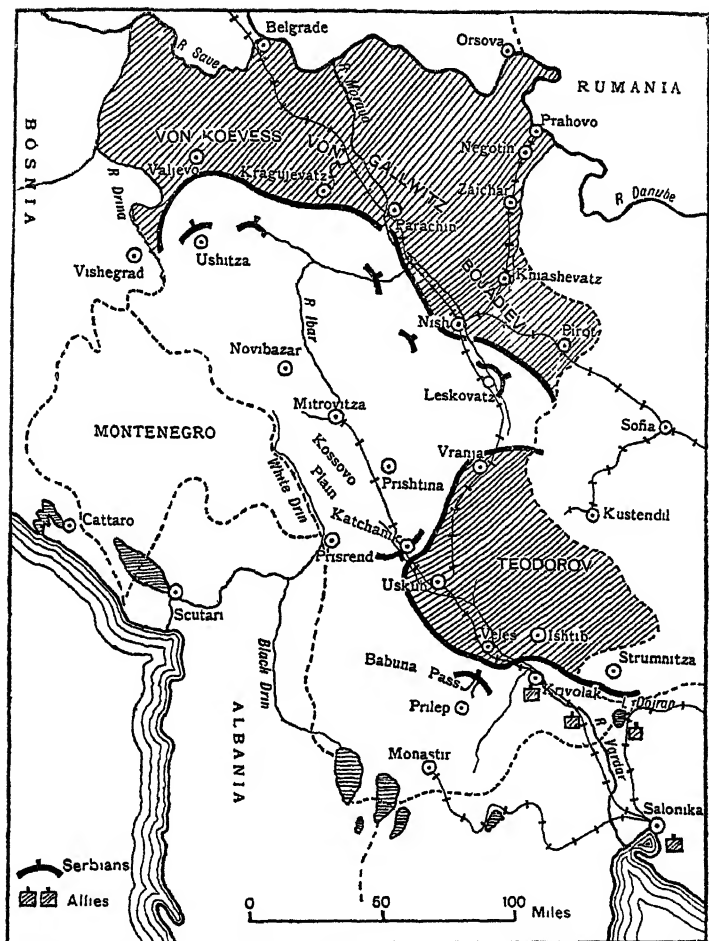 Belgrade
Orsova
R Save
R Morava
RUMANIA
Prahovo
BOSNIA
VON KOEVESS
VON GALLWITZ
Negotin
Valjevo
Kragujevatz
Zaichar
R Danube
R Drina
Parachin
Ushitza
Vishegrad
Kniashevatz
BOJADIEV
R Ibar
Nish
Pirot
Novibazar
Leskovatz
Mitrovitza
Sofia
MONTENEGRO
Kossovo
Plain
Vranja
White Drin
Prishtina
Cattaro
Katchanik
Kustendil
Prisrend
TEODOROV
Uskub
Scutari
Veles
Ishtib
Black Drin
Babuna Pass
Strumnitza
Krivolak
ALBANIA
Prilep
L. Doiran
R Vardar
Monastir
Salonika
Serbians
Allies
0 50 100
Miles